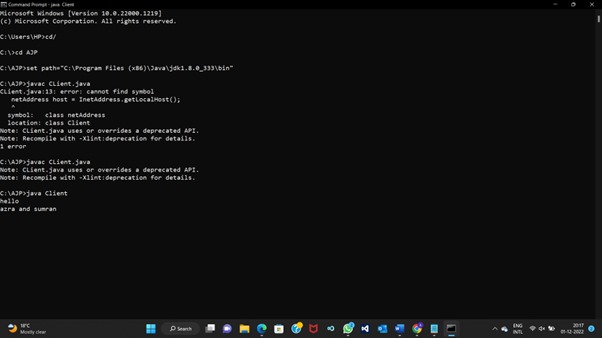 Command Prompt - java Client
Microsoft Windows [Version 10.0.22000.1219]
(c) Microsoft Corporation. All rights reserved.
C:\Users\HP>cd/
C:\>cd AJP
C:\AJP>set path="C:\Program Files (x86)\Java\jdk1.8.0_333\bin"
C:\AJP>javac CLient.java
CLient.java:13: error: cannot find symbol
netAddress host = InetAddress.getLocalHost();
^
symbol: class netAddress
location: class Client
Note: CLient.java uses or overrides a deprecated API.
Note: Recompile with -Xlint:deprecation for details.
1 error
C:\AJP>javac CLient.java
Note: CLient.java uses or overrides a deprecated API.
Note: Recompile with -Xlint:deprecation for details.
C:\AJP>java Client
hello
azra and sumran
18°C
Mostly clear
Search
ENG
INTL
20:17
01-12-2022